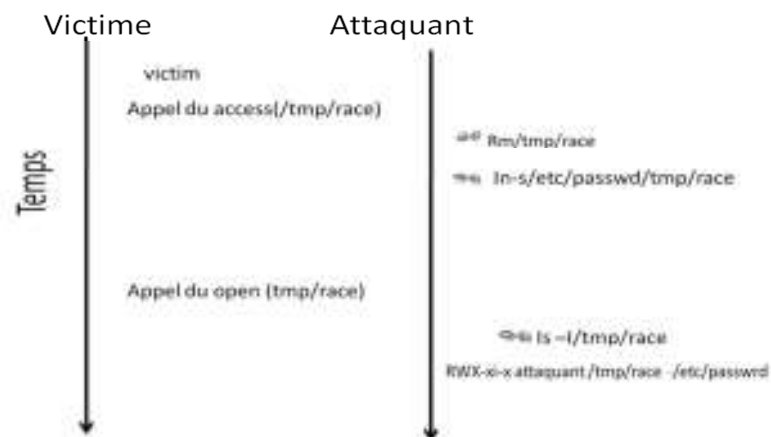 Victime
Attaquant
victim
Appel du access(/tmp/race)
Rm/tmp/race
In-s/etc/passwd/tmp/race
Temps
Appel du open (tmp/race)
ls –l/tmp/race
RWX-xi-x attaquant /tmp/race -/etc/passwrd